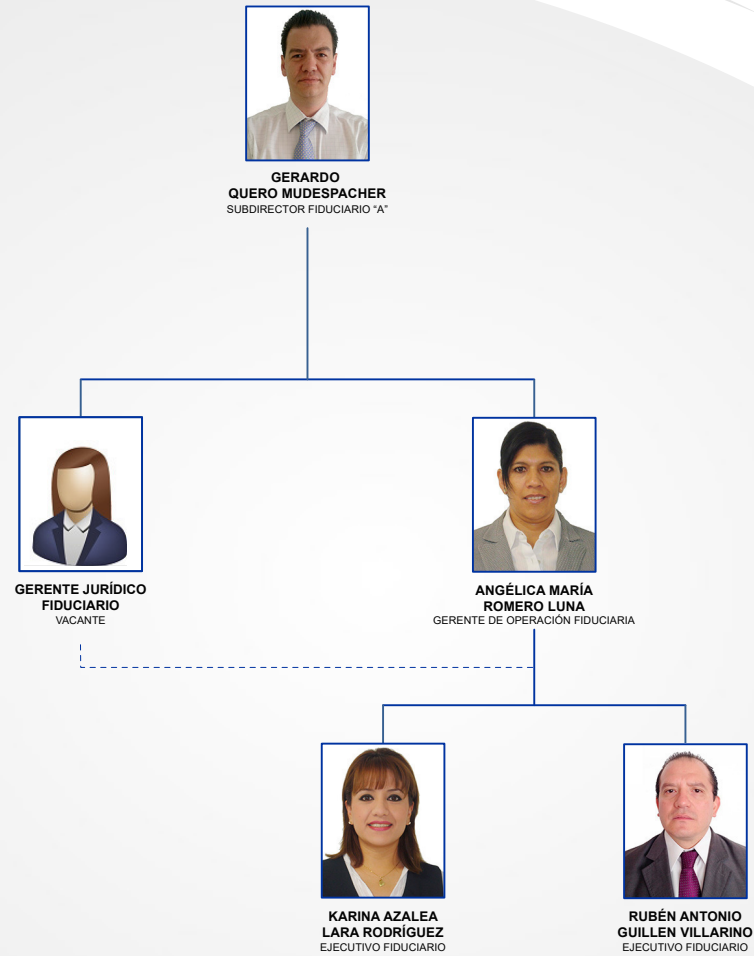 GERARDO
QUERO MUDESPACHER
SUBDIRECTOR FIDUCIARIO “A”
GERENTE JURÍDICO
FIDUCIARIO
VACANTE
ANGÉLICA MARÍA
ROMERO LUNA
GERENTE DE OPERACIÓN FIDUCIARIA
KARINA AZALEA
LARA RODRÍGUEZ
EJECUTIVO FIDUCIARIO
RUBÉN ANTONIO
GUILLEN VILLARINO
EJECUTIVO FIDUCIARIO